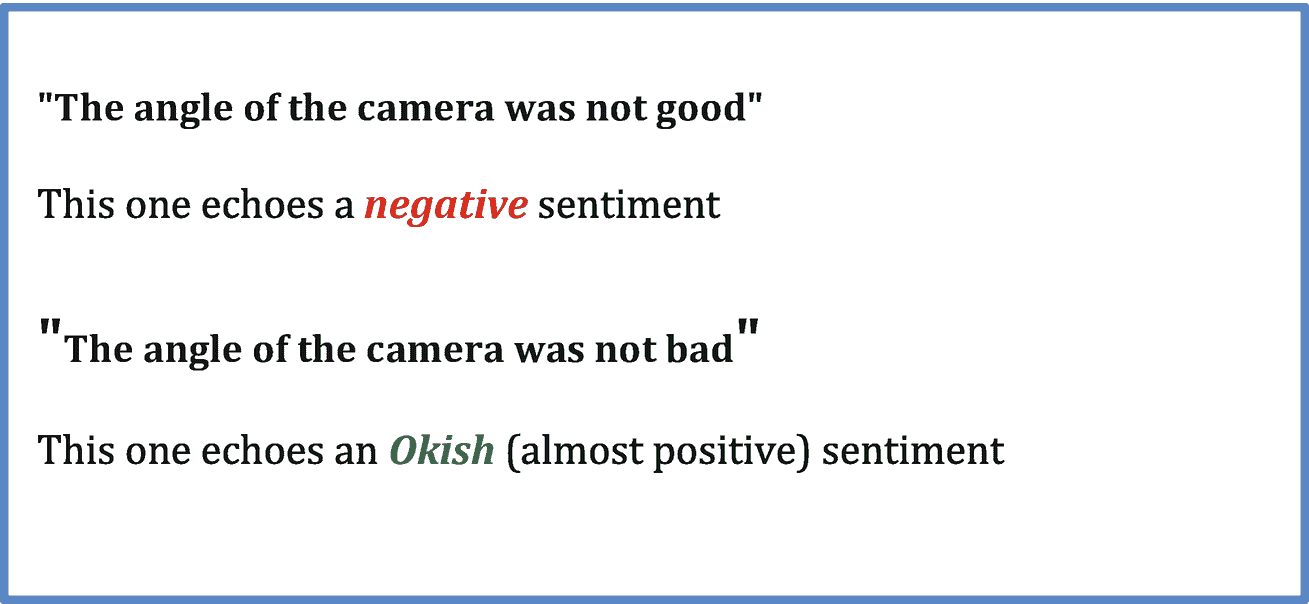 "The angle of the camera was not good"
This one echoes a negative sentiment
"The angle of the camera was not bad"
This one echoes an Okish (almost positive) sentiment